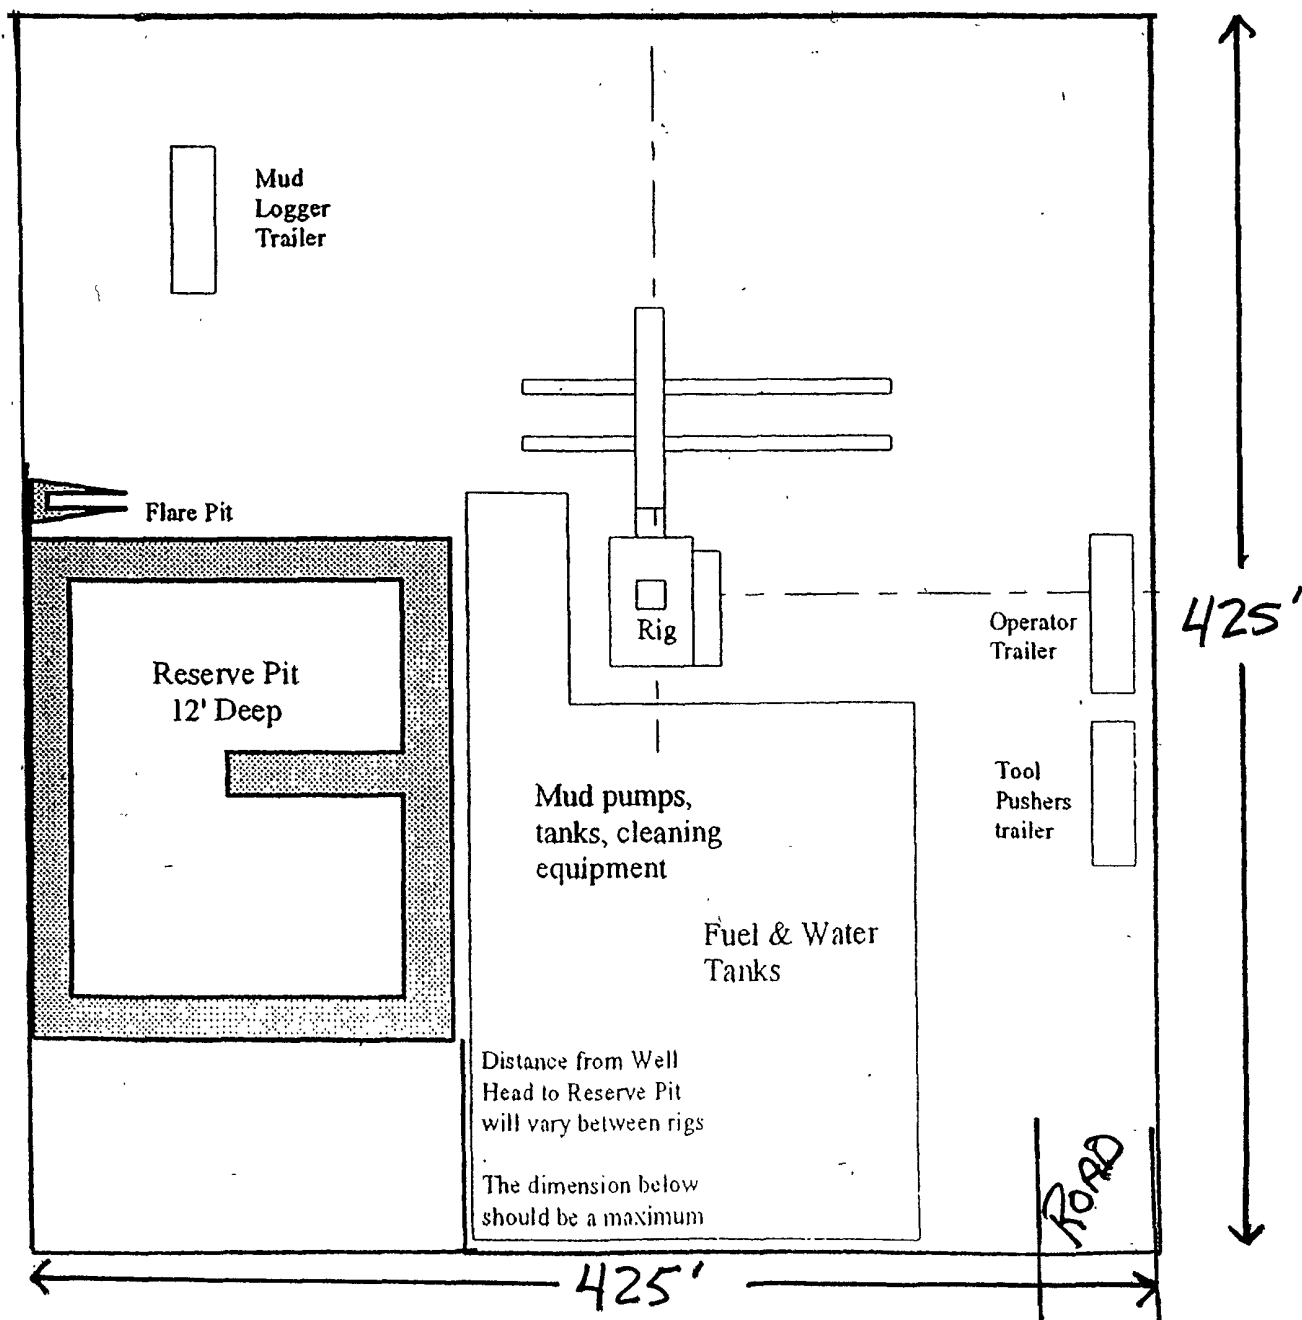 Mud
Logger
Trailer
Flare Pit
Rig
425'
Operator
Trailer
Reserve Pit
12' Deep
Tool
Pushers
trailer
Mud pumps,
tanks, cleaning
equipment
Fuel & Water
Tanks
Distance from Well
Head to Reserve Pit
will vary between rigs
The dimension below
should be a maximum
ROAD
425'